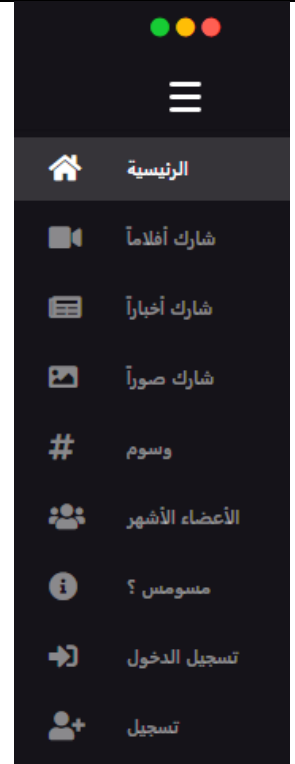 الرئيسية
شارك أفلاماً
شارك أخباراً
شارك صوراً
وسوم
الأعضاء الأشهر
مسومس ؟
تسجيل الدخول
تسجيل